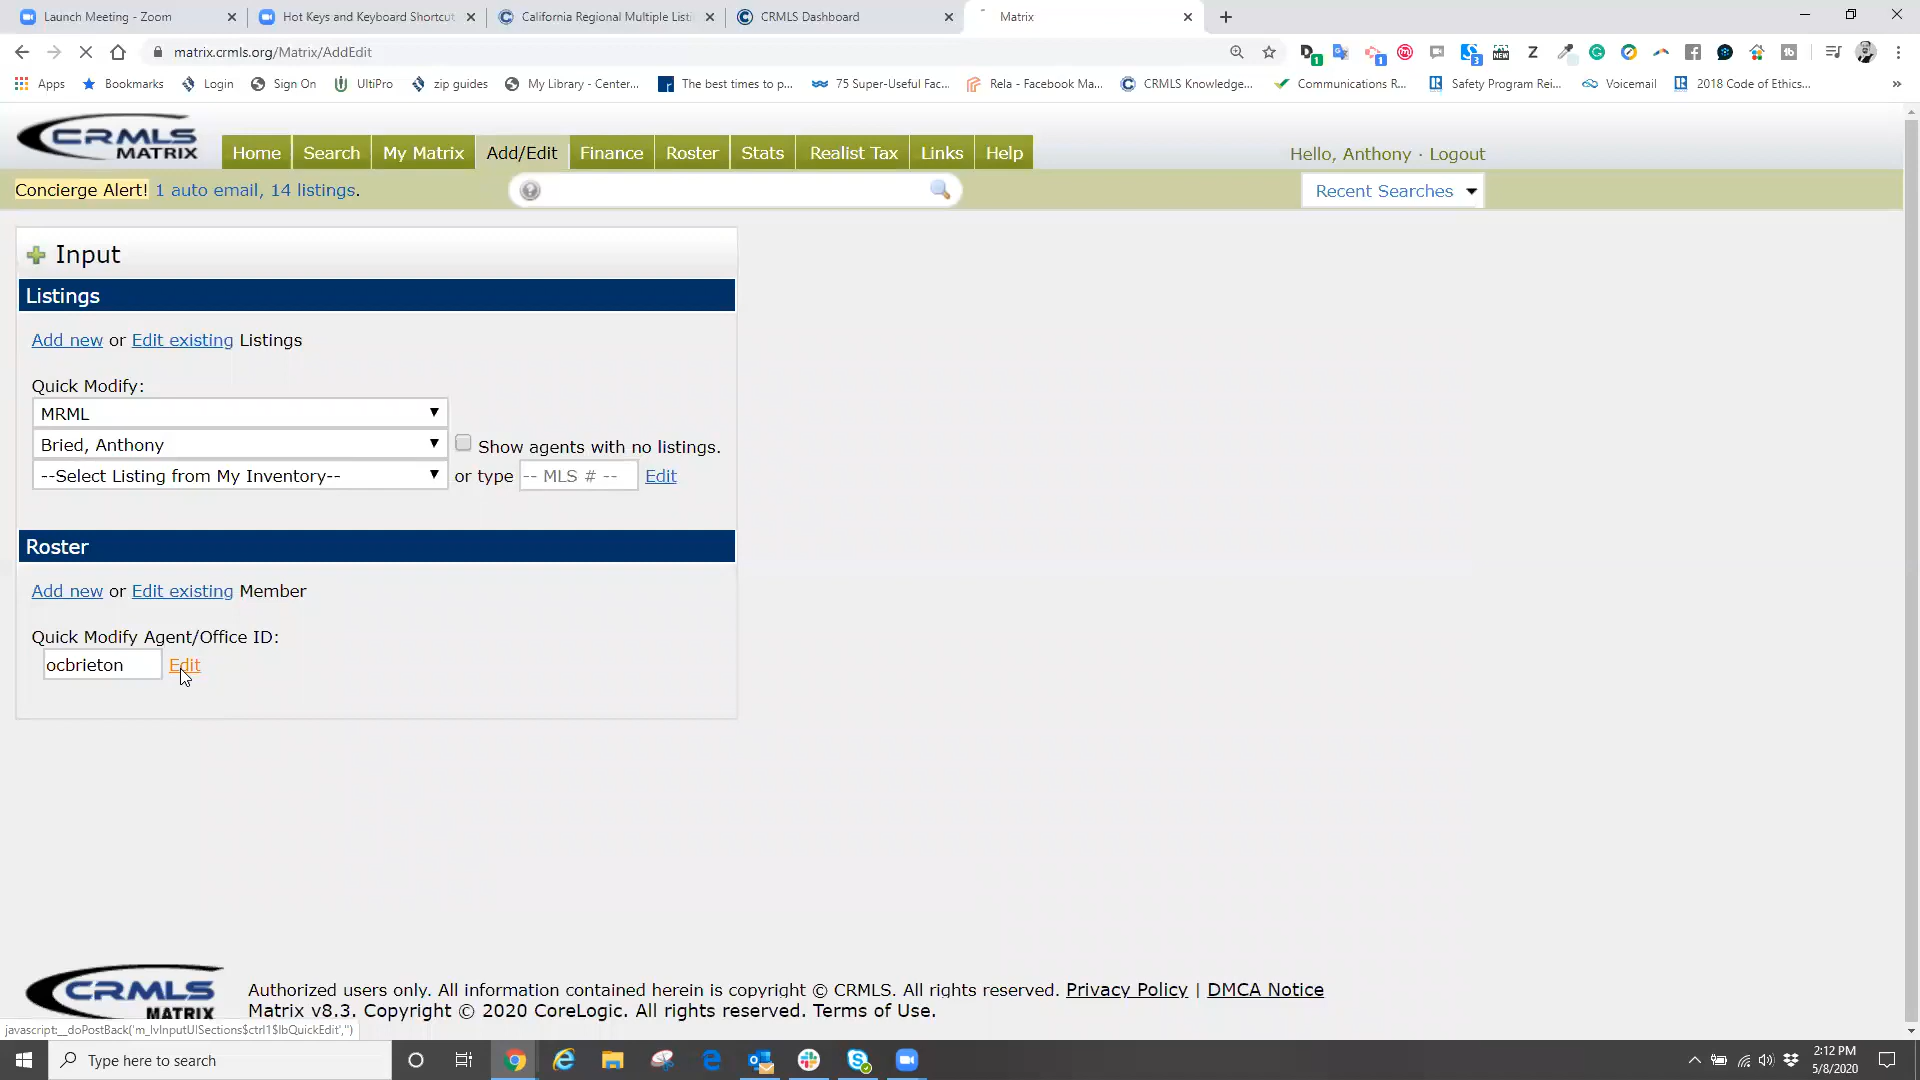 Launch Meeting - Zoom
Hot Keys and Keyboard Shortcut
California Regional Multiple Listi
CRMLS Dashboard
Matrix
matrix.crmls.org/Matrix/AddEdit
Apps
Bookmarks
Login
Sign On
UltiPro
zip guides
My Library - Center...
The best times to p...
75 Super-Useful Fac...
Rela - Facebook Ma...
CRMLS Knowledge...
Communications R...
Safety Program Rei...
Voicemail
2018 Code of Ethics...
CRMLS MATRIX
Home
Search
My Matrix
Add/Edit
Finance
Roster
Stats
Realist Tax
Links
Help
Hello, Anthony · Logout
Concierge Alert! 1 auto email, 14 listings.
Recent Searches
Input
Listings
Add new or Edit existing Listings
Quick Modify:
MRML
Bried, Anthony
Show agents with no listings.
--Select Listing from My Inventory--
or type -- MLS # -- Edit
Roster
Add new or Edit existing Member
Quick Modify Agent/Office ID:
ocbrieton Edit
CRMLS MATRIX
Authorized users only. All information contained herein is copyright © CRMLS. All rights reserved. Privacy Policy | DMCA Notice
Matrix v8.3. Copyright © 2020 CoreLogic. All rights reserved. Terms of Use.
javascript:__doPostBack('m_lvInputUISections$ctrl1$lbQuickEdit','')
Type here to search
2:12 PM
5/8/2020